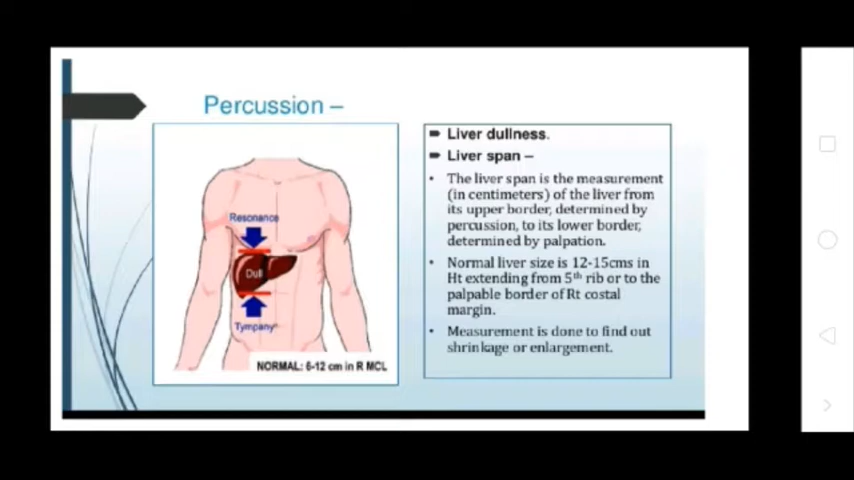 Percussion –
Resonance
Dull
Tympany
NORMAL: 6-12 cm in R MCL
Liver dullness.
Liver span –
• The liver span is the measurement
(in centimeters) of the liver from
its upper border, determined by
percussion, to its lower border,
determined by palpation.
• Normal liver size is 12-15cms in
Ht extending from 5th rib or to the
palpable border of Rt costal
margin.
• Measurement is done to find out
shrinkage or enlargement.